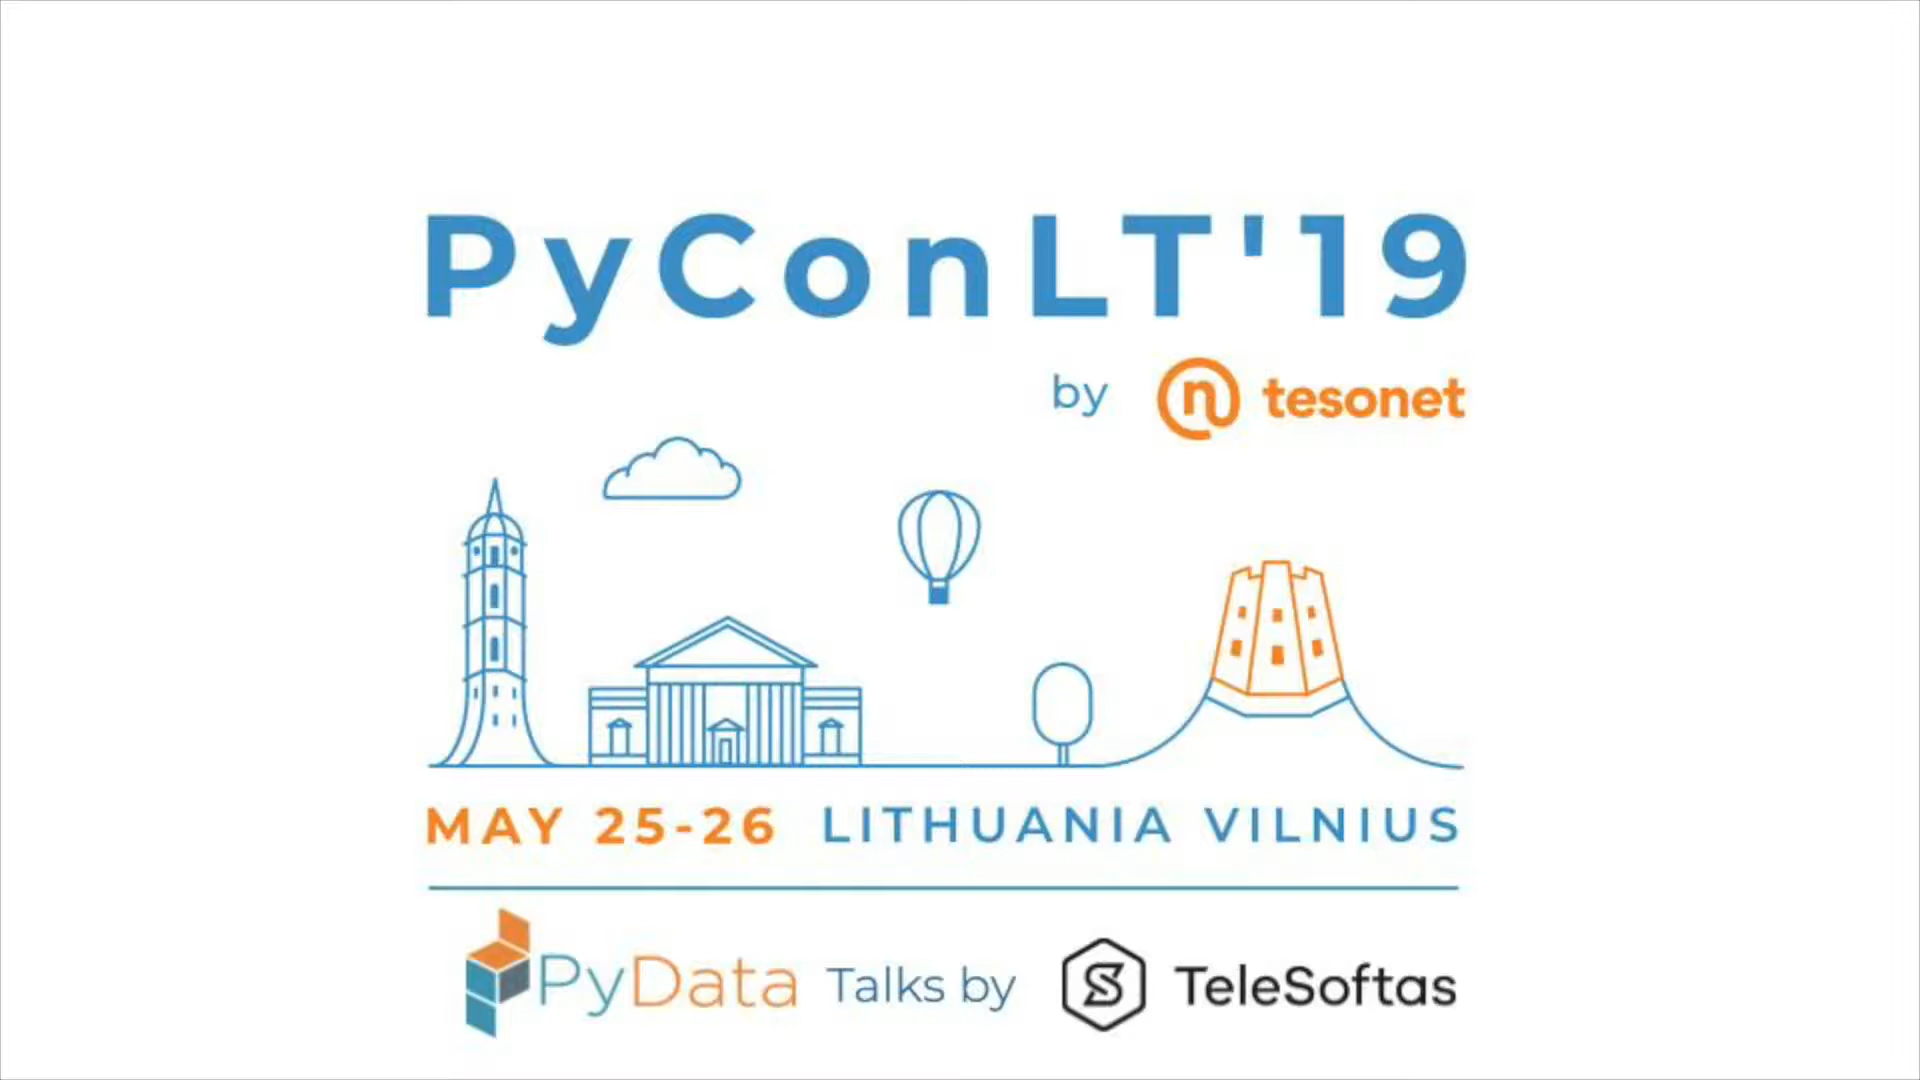 PyConLT'19
by tesonet
MAY 25-26 LITHUANIA VILNIUS
PyData Talks by TeleSoftas